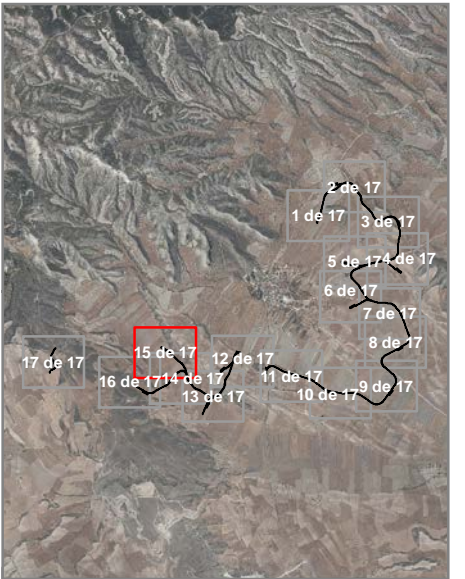 2 de 17
1 de 17
3 de 17
5 de 17
4 de 17
6 de 17
7 de 17
8 de 17
15 de 17
12 de 17
17 de 17
16 de 17
14 de 17
11 de 17
9 de 17
10 de 17
13 de 17